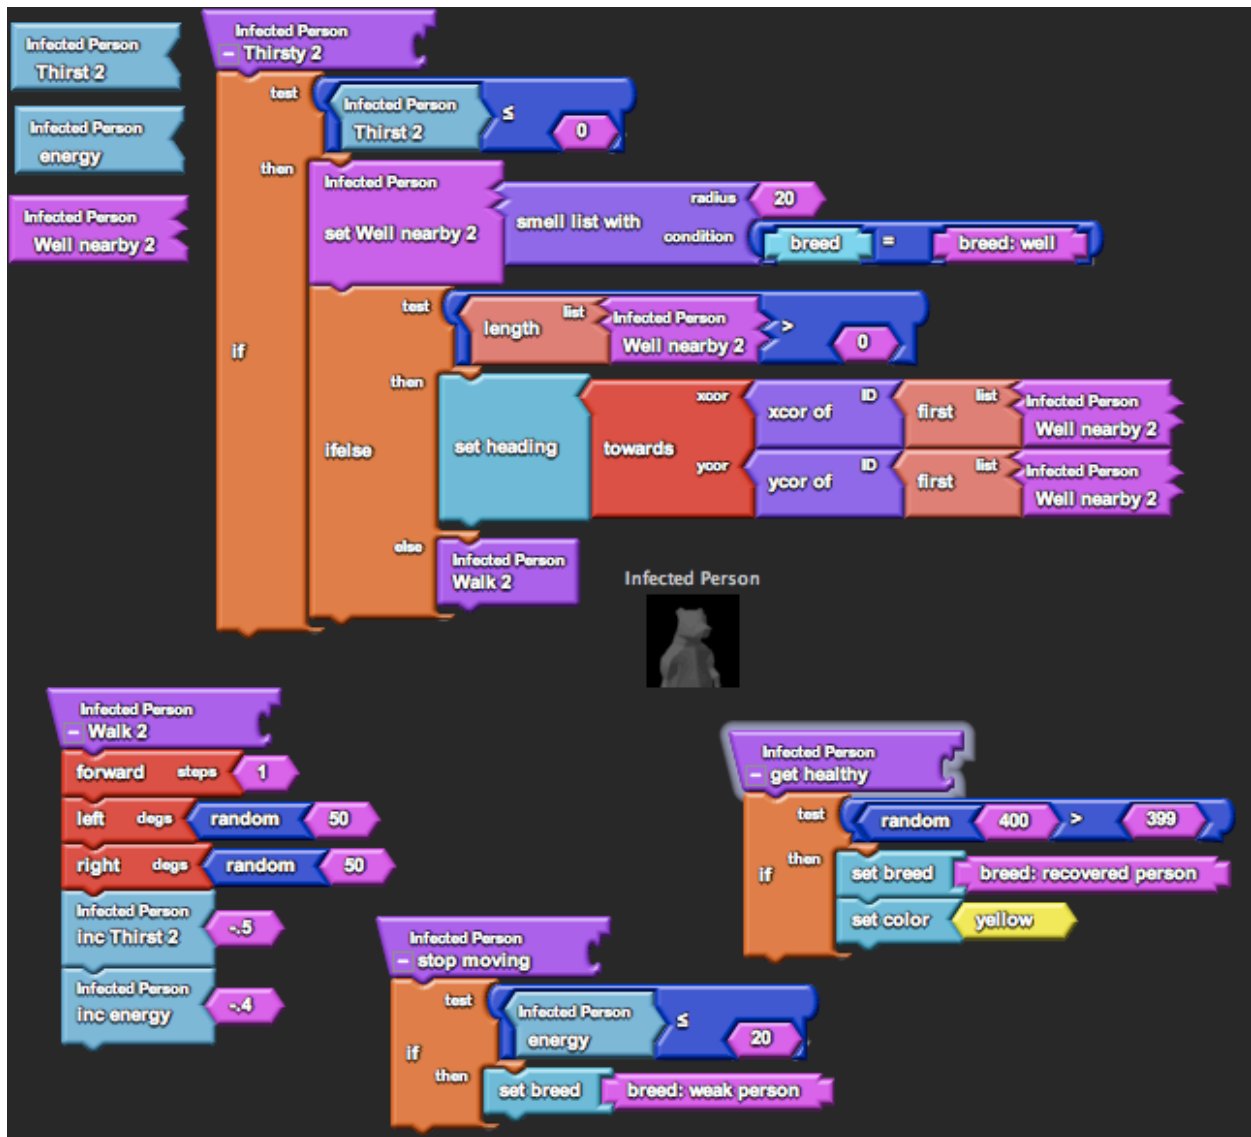 Infected Person
Thirst 2
Infected Person
energy
Infected Person
Well nearby 2
Infected Person
Thirsty 2
if
test
Infected Person
Thirst 2
≤
0
then
Infected Person
set Well nearby 2
smell list with
radius
20
condition
breed
=
breed: well
ifelse
test
length
list
Infected Person
Well nearby 2
>
0
then
set heading
towards
xcor
xcor of
ID
first
list
Infected Person
Well nearby 2
ycor
ycor of
ID
first
list
Infected Person
Well nearby 2
else
Infected Person
Walk 2
Infected Person
Infected Person
Walk 2
forward steps 1
left degs random 50
right degs random 50
Infected Person
inc Thirst 2
-.5
Infected Person
inc energy
-.4
Infected Person
stop moving
if
test
Infected Person
energy
≤
20
then
set breed
breed: weak person
Infected Person
get healthy
if
test
random 400 > 399
then
set breed
breed: recovered person
set color
yellow